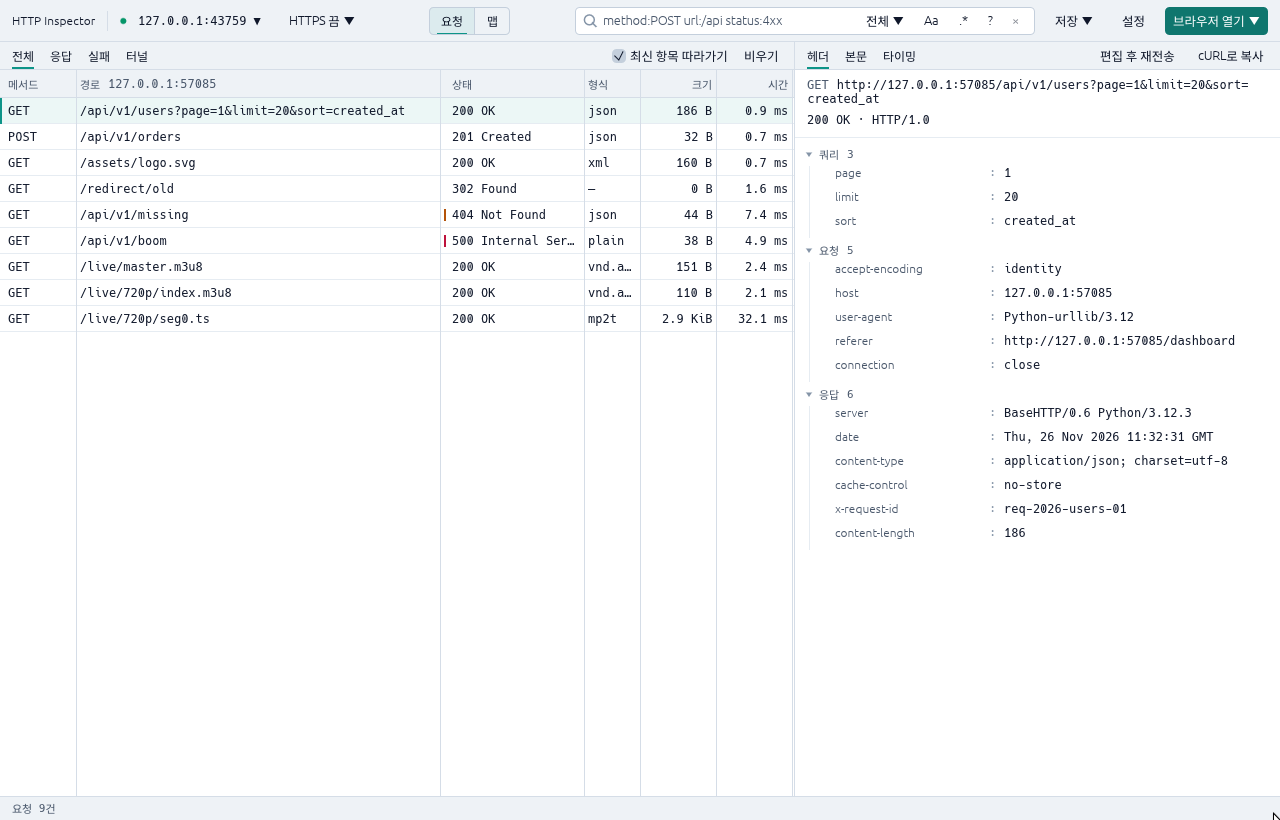 HTTP Inspector 127.0.0.1:43759 ▼ HTTPS 끔 ▼ 요청 맵 method:POST url:/api status:4xx 전체 ▼ Aa .* ? × 저장 ▼ 설정 브라우저 열기 ▼
전체 응답 실패 터널 최신 항목 따라가기 비우기
메서드 경로 127.0.0.1:57085 상태 형식 크기 시간
GET /api/v1/users?page=1&limit=20&sort=created_at 200 OK json 186 B 0.9 ms
POST /api/v1/orders 201 Created json 32 B 0.7 ms
GET /assets/logo.svg 200 OK xml 160 B 0.7 ms
GET /redirect/old 302 Found — 0 B 1.6 ms
GET /api/v1/missing 404 Not Found json 44 B 7.4 ms
GET /api/v1/boom 500 Internal Ser… plain 38 B 4.9 ms
GET /live/master.m3u8 200 OK vnd.a… 151 B 2.4 ms
GET /live/720p/index.m3u8 200 OK vnd.a… 110 B 2.1 ms
GET /live/720p/seg0.ts 200 OK mp2t 2.9 KiB 32.1 ms
헤더 본문 타이밍 편집 후 재전송 cURL로 복사
GET http://127.0.0.1:57085/api/v1/users?page=1&limit=20&sort=
created_at
200 OK · HTTP/1.0
쿼리 3
page : 1
limit : 20
sort : created_at
요청 5
accept-encoding : identity
host : 127.0.0.1:57085
user-agent : Python-urllib/3.12
referer : http://127.0.0.1:57085/dashboard
connection : close
응답 6
server : BaseHTTP/0.6 Python/3.12.3
date : Thu, 26 Nov 2026 11:32:31 GMT
content-type : application/json; charset=utf-8
cache-control : no-store
x-request-id : req-2026-users-01
content-length : 186
요청 9건